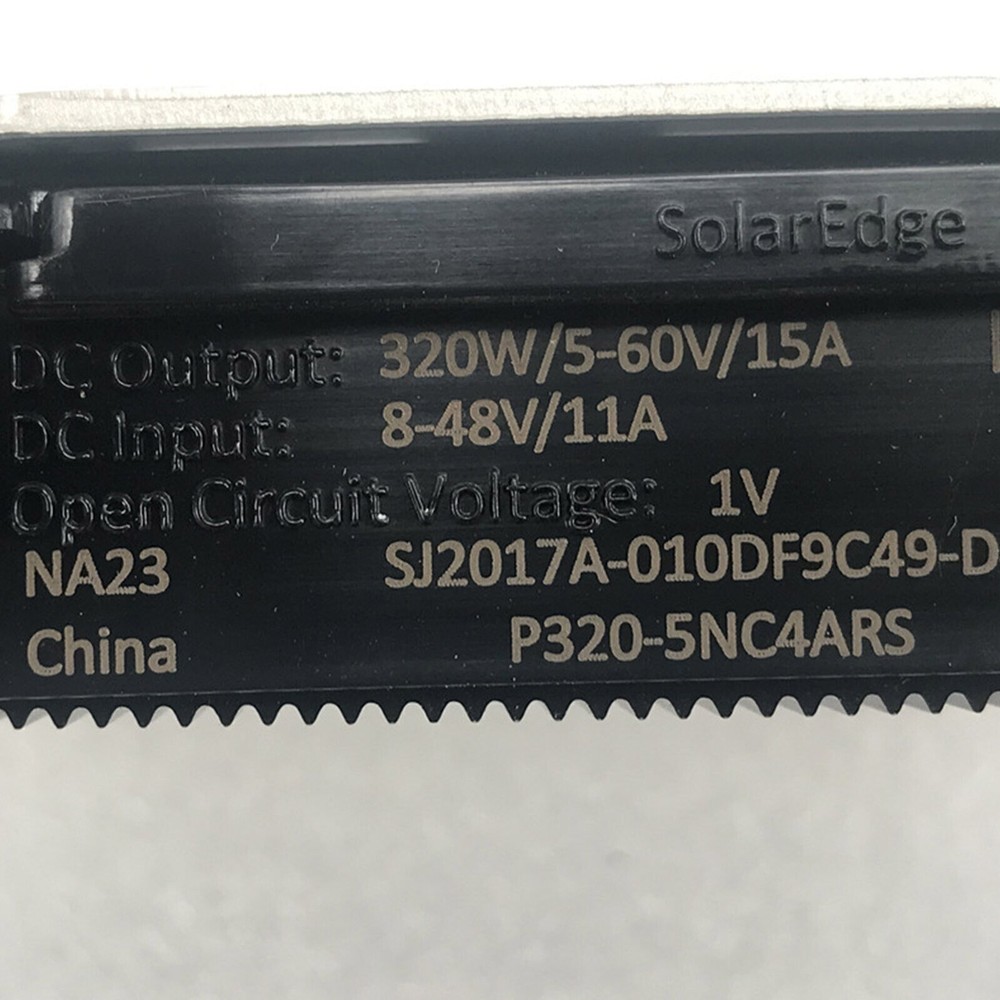 SolarEdge
DC Output: 320W/5-60V/15A
DC Input: 8-48V/11A
Open Circuit Voltage: 1V
NA23 SJ2017A-010DF9C49-D
China P320-5NC4ARS